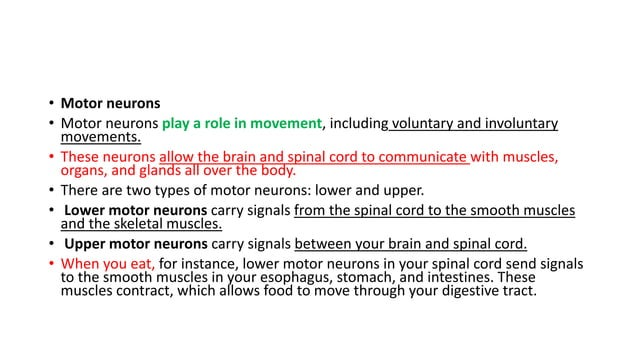 • Motor neurons
• Motor neurons play a role in movement, including voluntary and involuntary
movements.
• These neurons allow the brain and spinal cord to communicate with muscles,
organs, and glands all over the body.
• There are two types of motor neurons: lower and upper.
• Lower motor neurons carry signals from the spinal cord to the smooth muscles
and the skeletal muscles.
• Upper motor neurons carry signals between your brain and spinal cord.
• When you eat, for instance, lower motor neurons in your spinal cord send signals
to the smooth muscles in your esophagus, stomach, and intestines. These
muscles contract, which allows food to move through your digestive tract.